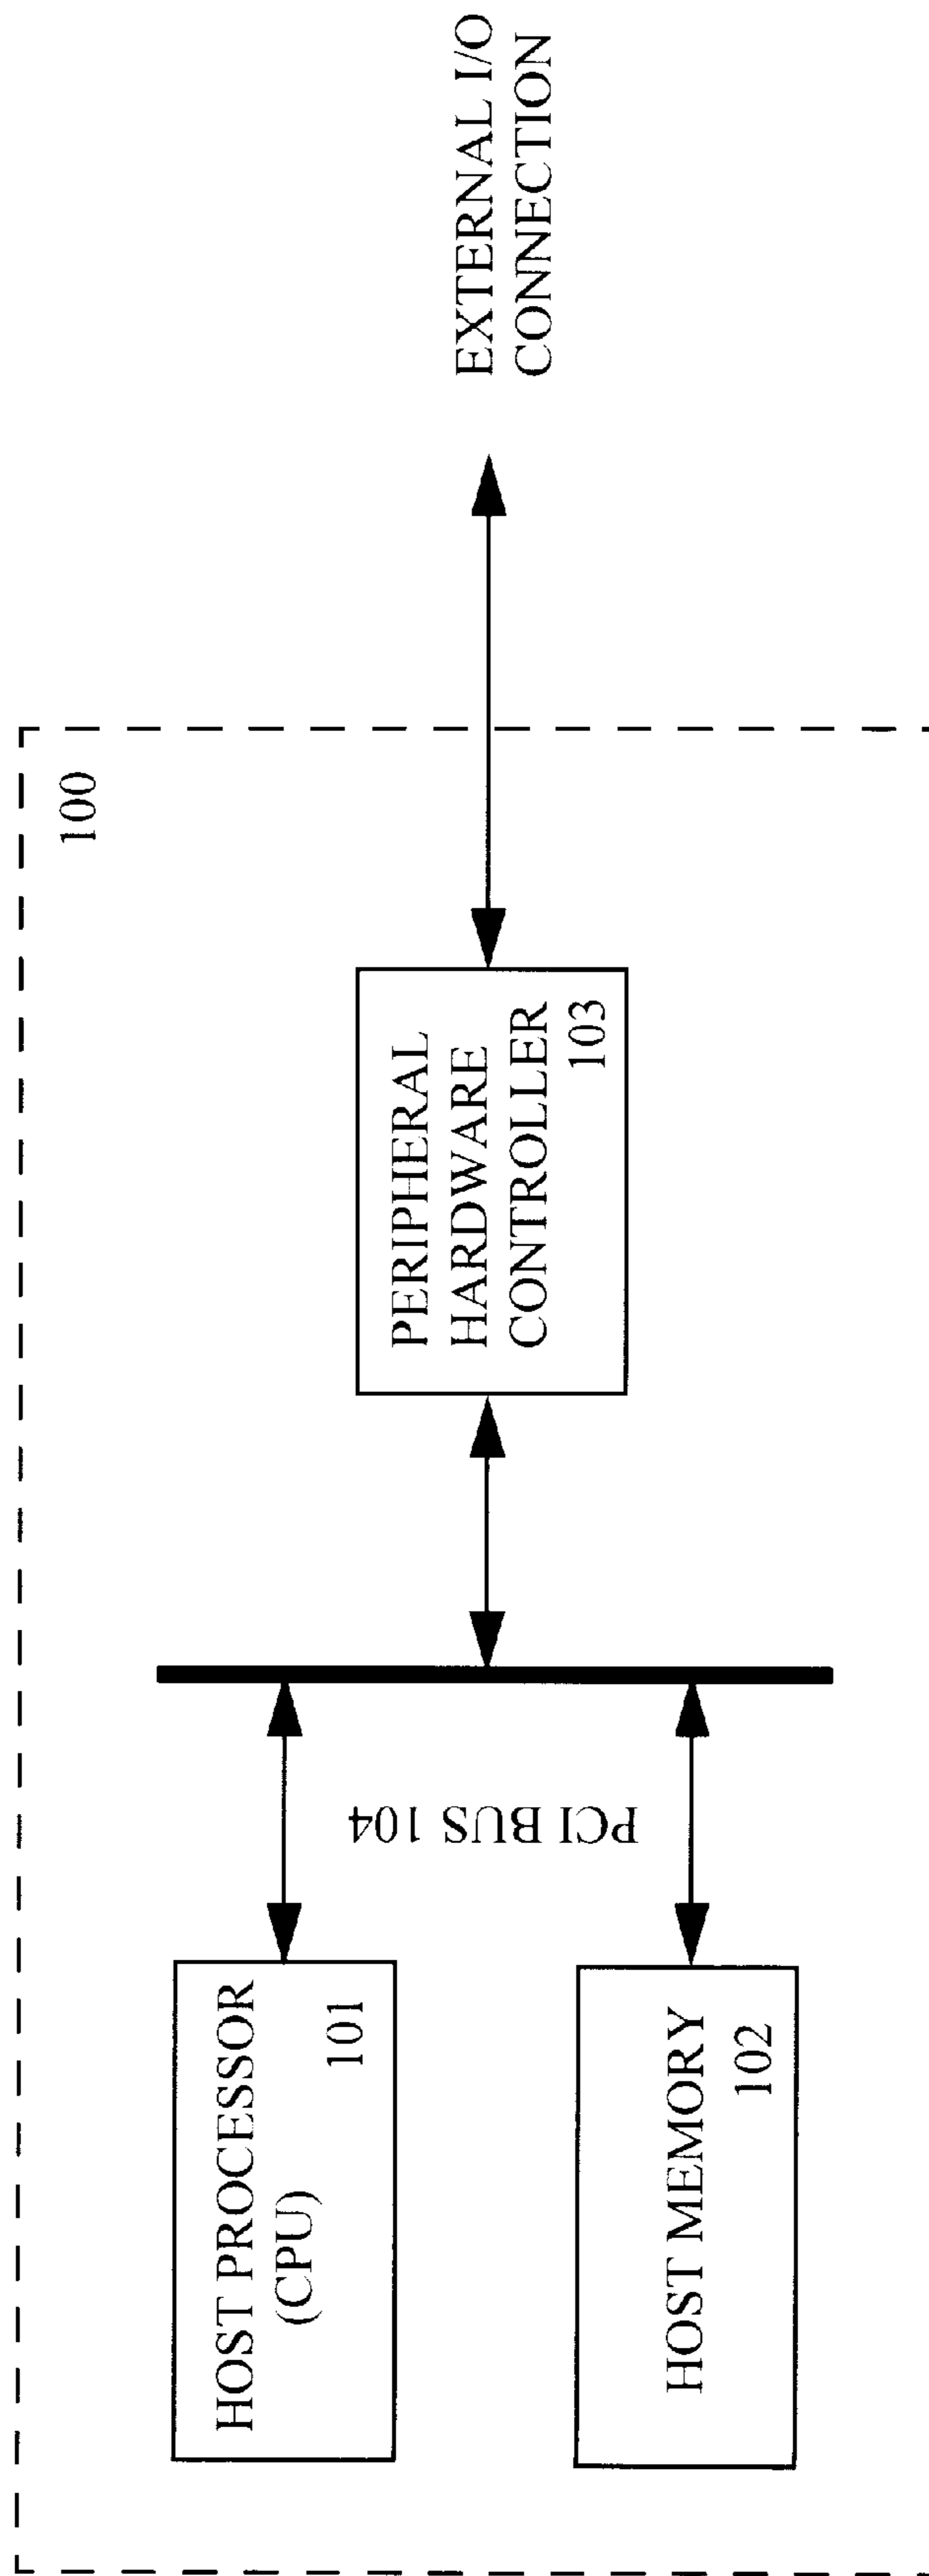 100
HOST PROCESSOR
(CPU)
101
PCI BUS 104
HOST MEMORY
102
PERIPHERAL
HARDWARE
CONTROLLER
103
EXTERNAL I/O
CONNECTION